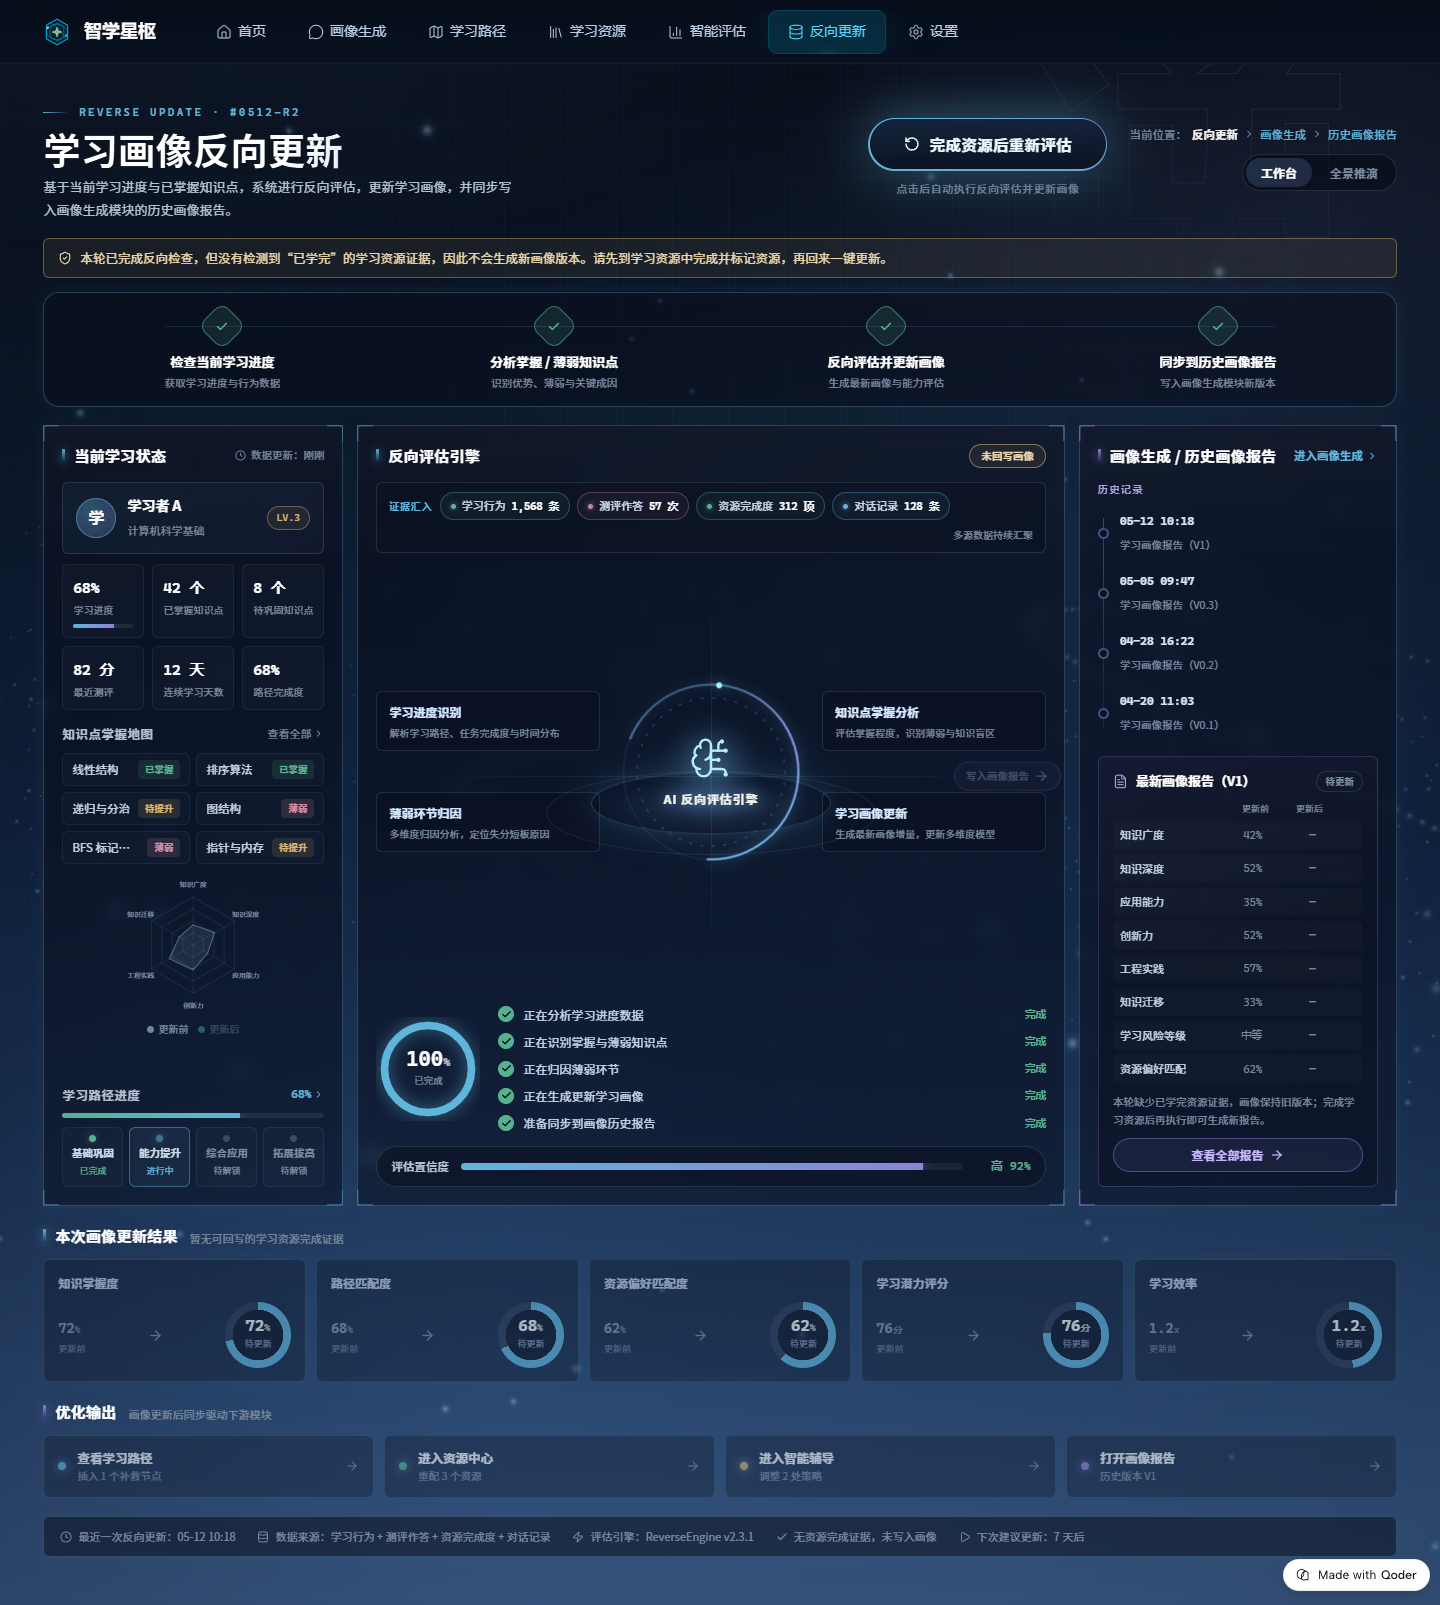 智学星枢
首页
画像生成
学习路径
学习资源
智能评估
反向更新
设置
REVERSE UPDATE · #0512-R2
学习画像反向更新
基于当前学习进度与已掌握知识点，系统进行反向评估，更新学习画像，并同步写
入画像生成模块的历史画像报告。
完成资源后重新评估
点击后自动执行反向评估并更新画像
当前位置： 反向更新 > 画像生成 > 历史画像报告
工作台
全景推演
本轮已完成反向检查，但没有检测到“已学完”的学习资源证据，因此不会生成新画像版本。请先到学习资源中完成并标记资源，再回来一键更新。
检查当前学习进度
获取学习进度与行为数据
分析掌握 / 薄弱知识点
识别优势、薄弱与关键成因
反向评估并更新画像
生成最新画像与能力评估
同步到历史画像报告
写入画像生成模块新版本
当前学习状态
数据更新：刚刚
学
学习者 A
计算机科学基础
LV.3
68%
学习进度
42 个
已掌握知识点
8 个
待巩固知识点
82 分
最近测评
12 天
连续学习天数
68%
路径完成度
知识点掌握地图
查看全部 >
线性结构 已掌握
排序算法 已掌握
递归与分治 待提升
图结构 薄弱
BFS 标记… 薄弱
指针与内存 待提升
知识广度
知识深度
应用能力
创新力
工程实践
知识迁移
更新前
更新后
学习路径进度
68% >
基础巩固
已完成
能力提升
进行中
综合应用
待解锁
拓展拔高
待解锁
反向评估引擎
未回写画像
证据汇入
学习行为 1,568 条
测评作答 57 次
资源完成度 312 项
对话记录 128 条
多源数据持续汇聚
学习进度识别
解析学习路径、任务完成度与时间分布
知识点掌握分析
评估掌握程度，识别薄弱与知识盲区
写入画像报告
AI 反向评估引擎
薄弱环节归因
多维度归因分析，定位失分短板原因
学习画像更新
生成最新画像增量，更新多维度模型
100%
已完成
正在分析学习进度数据 完成
正在识别掌握与薄弱知识点 完成
正在归因薄弱环节 完成
正在生成更新学习画像 完成
准备同步到画像历史报告 完成
评估置信度
高 92%
画像生成 / 历史画像报告
进入画像生成 >
历史记录
05-12 10:18
学习画像报告（V1）
05-05 09:47
学习画像报告（V0.3）
04-28 16:22
学习画像报告（V0.2）
04-20 11:03
学习画像报告（V0.1）
最新画像报告（V1）
待更新
更新前 更新后
知识广度 42% —
知识深度 52% —
应用能力 35% —
创新力 52% —
工程实践 57% —
知识迁移 33% —
学习风险等级 中等 —
资源偏好匹配 62% —
本轮缺少已学完资源证据，画像保持旧版本；完成学
习资源后再执行即可生成新报告。
查看全部报告
本次画像更新结果
暂无可回写的学习资源完成证据
知识掌握度
72%
更新前
72%
待更新
路径匹配度
68%
更新前
68%
待更新
资源偏好匹配度
62%
更新前
62%
待更新
学习潜力评分
76分
更新前
76分
待更新
学习效率
1.2x
更新前
1.2x
待更新
优化输出
画像更新后同步驱动下游模块
查看学习路径
插入 1 个补救节点
进入资源中心
重配 3 个资源
进入智能辅导
调整 2 处策略
打开画像报告
历史版本 V1
最近一次反向更新：05-12 10:18
数据来源：学习行为 + 测评作答 + 资源完成度 + 对话记录
评估引擎：ReverseEngine v2.3.1
无资源完成证据，未写入画像
下次建议更新：7 天后
Made with Qoder